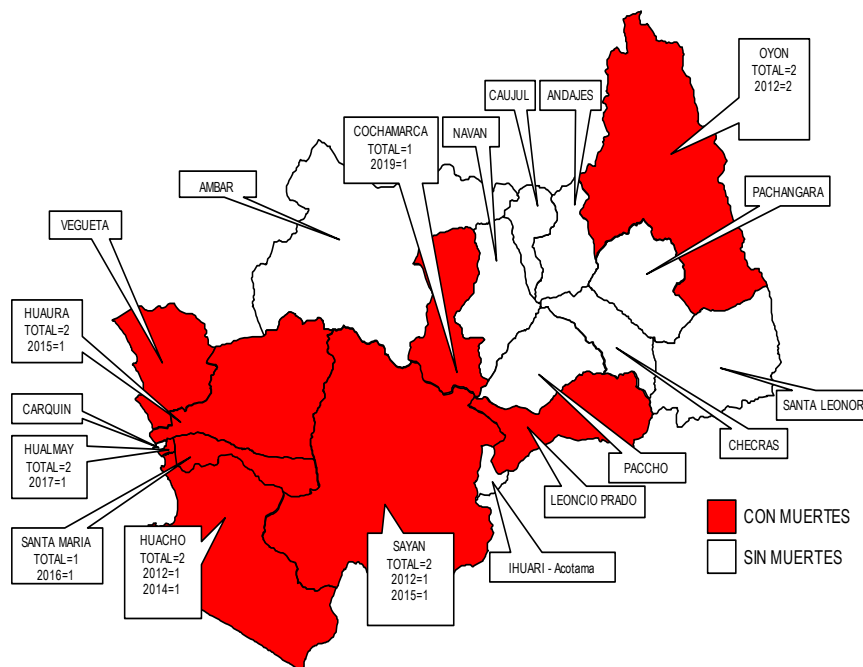 OYON
TOTAL=2
2012=2
CAUJUL
ANDAJES
COCHAMARCA
TOTAL=1
2019=1
NAVAN
AMBAR
PACHANGARA
VEGUETA
HUAURA
TOTAL=2
2015=1
CARQUIN
SANTA LEONOR
HUALMAY
TOTAL=2
2017=1
CHECRAS
PACCHO
LEONCIO PRADO
SANTA MARIA
TOTAL=1
2016=1
HUACHO
TOTAL=2
2012=1
2014=1
SAYAN
TOTAL=2
2012=1
2015=1
IHUARI - Acotama
CON MUERTES
SIN MUERTES